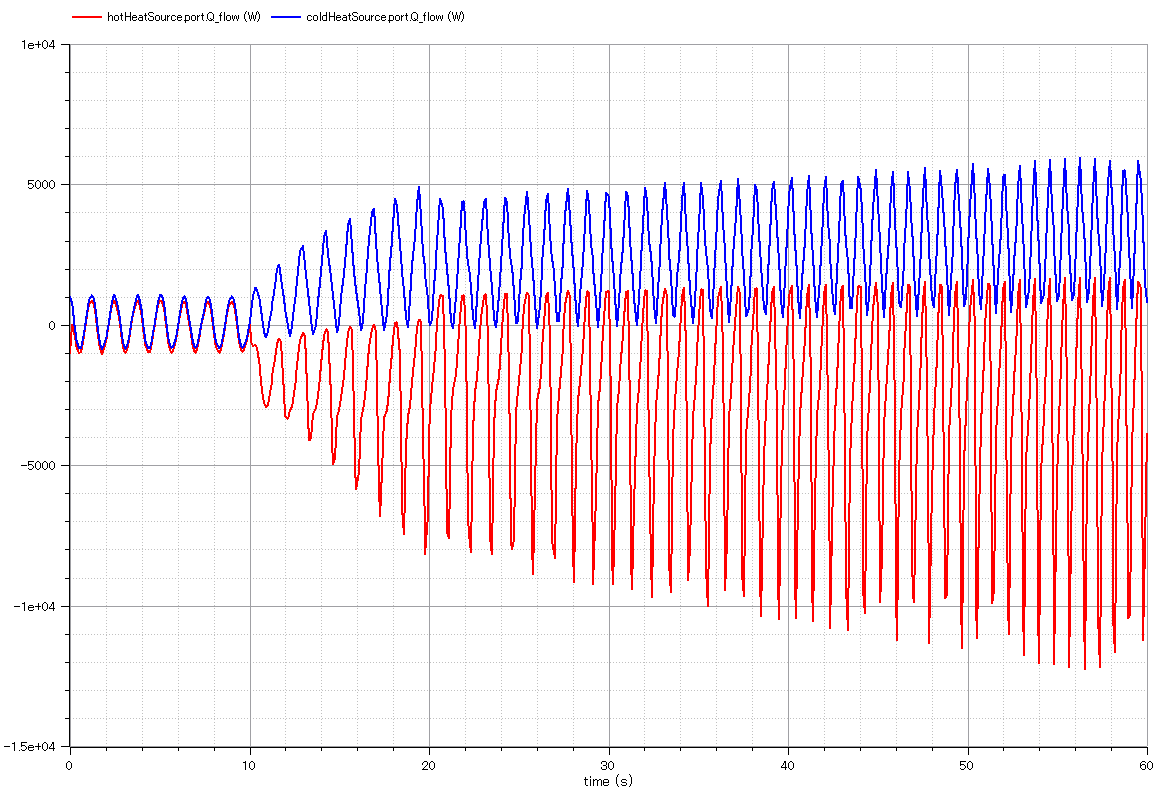 hotHeatSource.port.Q_flow (W) coldHeatSource.port.Q_flow (W)
1e+04
5000
0
-5000
-1e+04
-1.5e+04
0 10 20 30 40 50 60
time (s)